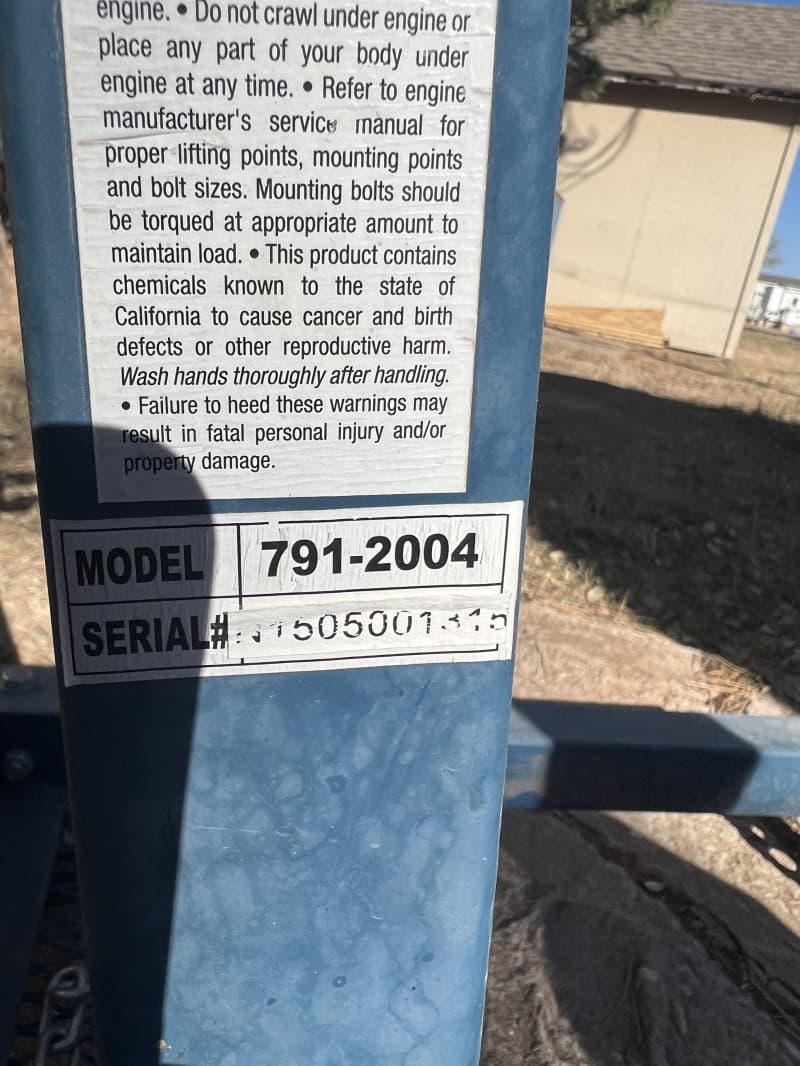 engine. • Do not crawl under engine or
place any part of your body under
engine at any time. • Refer to engine
manufacturer's service manual for
proper lifting points, mounting points
and bolt sizes. Mounting bolts should
be torqued at appropriate amount to
maintain load. • This product contains
chemicals known to the state of
California to cause cancer and birth
defects or other reproductive harm.
Wash hands thoroughly after handling.
• Failure to heed these warnings may
result in fatal personal injury and/or
property damage.
MODEL 791-2004
SERIAL#